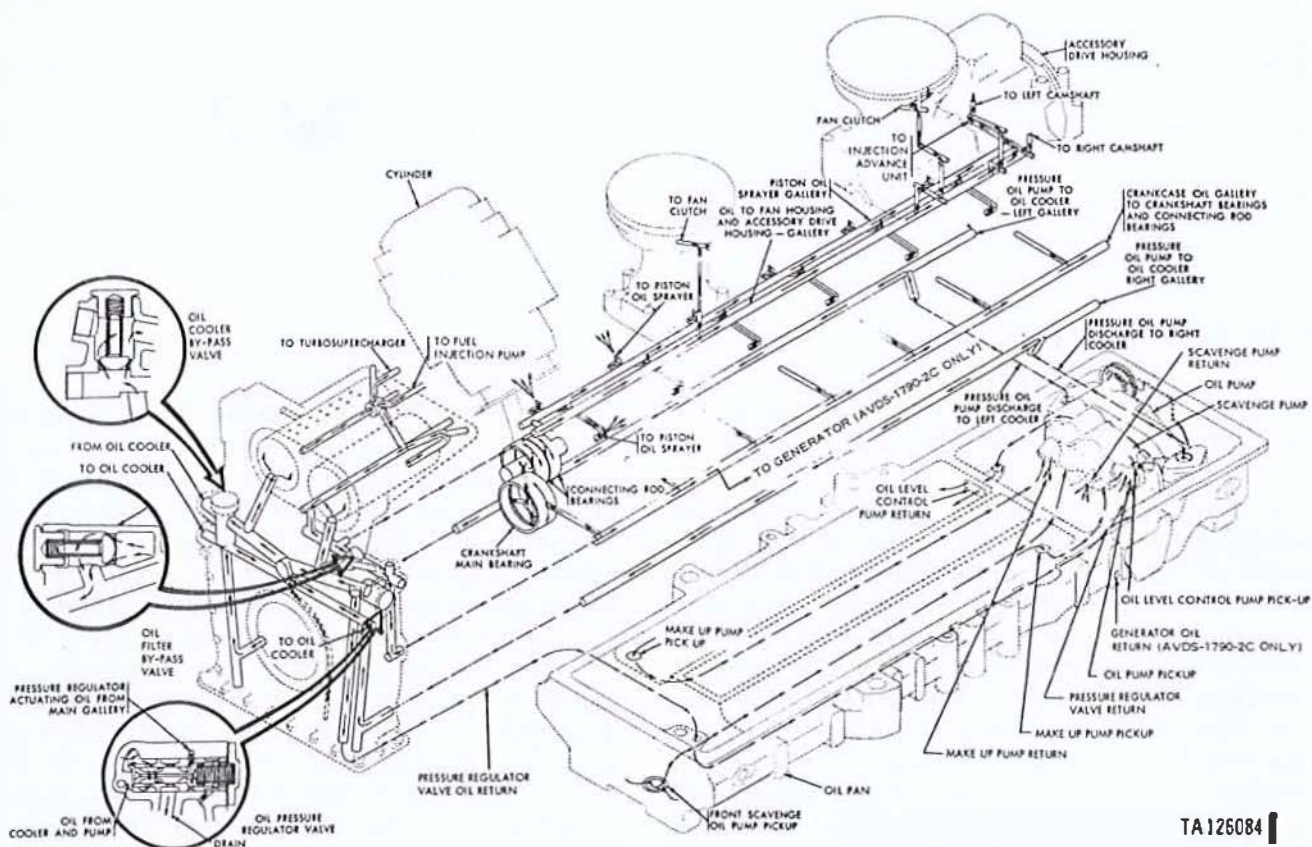 ACCESSORY
DRIVE HOUSING
TO LEFT CAMSHAFT
FAN CLUTCH
TO
INJECTION
ADVANCE
UNIT
TO RIGHT CAMSHAFT
CYLINDER
PISTON OIL
SPRAYER GALLERY
PRESSURE
OIL PUMP TO
OIL COOLER
—LEFT GALLERY
CRANKCASE OIL GALLERY
TO CRANKSHAFT BEARINGS
AND CONNECTING ROD
BEARINGS
TO FAN
CLUTCH
OIL TO FAN HOUSING
AND ACCESSORY DRIVE
HOUSING—GALLERY
PRESSURE
OIL PUMP TO
OIL COOLER
RIGHT GALLERY
TO PISTON
OIL SPRAYER
OIL
COOLER
BY-PASS
VALVE
TO TURBOSUPERCHARGER
TO FUEL
INJECTION PUMP
PRESSURE OIL PUMP
DISCHARGE TO RIGHT
COOLER
SCAVENGE PUMP
RETURN
OIL PUMP
SCAVENGE PUMP
PRESSURE OIL
PUMP DISCHARGE
TO LEFT COOLER
TO GENERATOR (AVDS-1790-2C ONLY)
FROM OIL COOLER
TO OIL COOLER
TO PISTON
OIL SPRAYER
CONNECTING ROD
BEARINGS
OIL LEVEL
CONTROL
PUMP RETURN
CRANKSHAFT
MAIN BEARING
OIL LEVEL CONTROL PUMP PICK-UP
GENERATOR OIL
RETURN (AVDS-1790-2C ONLY)
OIL PUMP PICKUP
PRESSURE REGULATOR
VALVE RETURN
MAKE UP PUMP PICKUP
MAKE UP PUMP RETURN
OIL
FILTER
BY-PASS
VALVE
TO OIL
COOLER
MAKE UP PUMP
PICK UP
PRESSURE REGULATOR
ACTUATING OIL FROM
MAIN GALLERY
PRESSURE REGULATOR
VALVE OIL RETURN
OIL PAN
FRONT SCAVENGE
OIL PUMP PICKUP
OIL FROM
COOLER AND PUMP
OIL PRESSURE
REGULATOR VALVE
DRAIN
TA126084